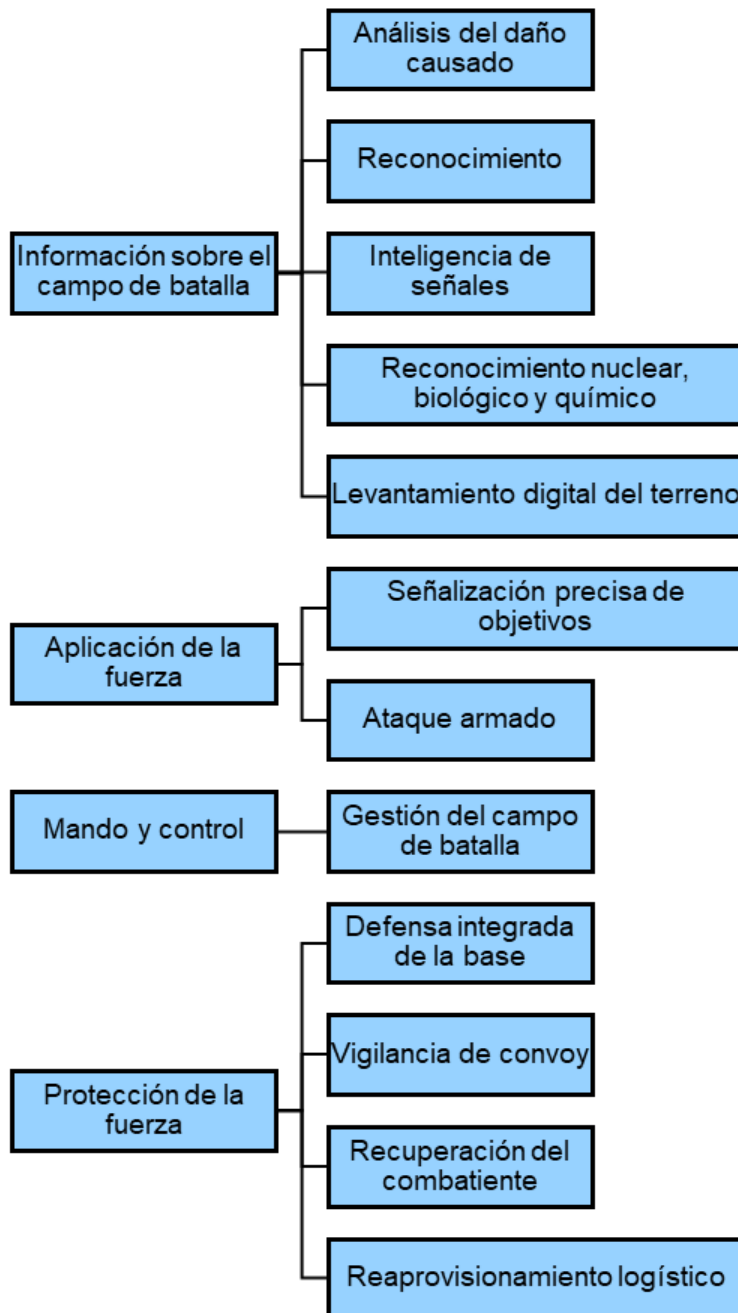 Análisis del daño
causado
Reconocimiento
Información sobre el
campo de batalla
Inteligencia de
señales
Reconocimiento nuclear,
biológico y químico
Levantamiento digital del terreno
Aplicación de la
fuerza
Señalización precisa de
objetivos
Ataque armado
Mando y control
Gestión del campo
de batalla
Protección de la
fuerza
Defensa integrada
de la base
Vigilancia de convoy
Recuperación del
combatiente
Reaprovisionamiento logístico